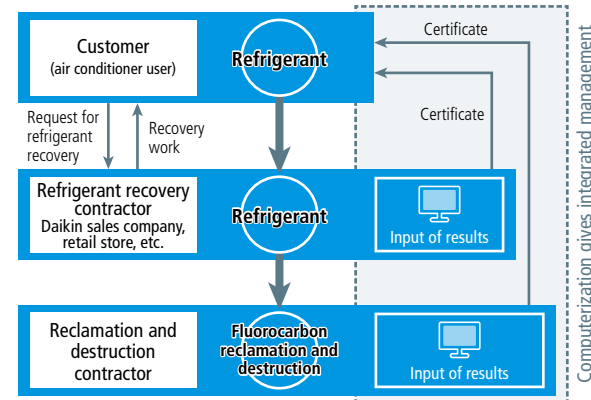 Customer
(air conditioner user)
Refrigerant
Certificate
Certificate
Request for
refrigerant
recovery
Recovery
work
Refrigerant recovery
contractor
Daikin sales company,
retail store, etc.
Refrigerant
Input of results
Reclamation and
destruction
contractor
Fluorocarbon
reclamation and
destruction
Input of results
Computerization gives integrated management